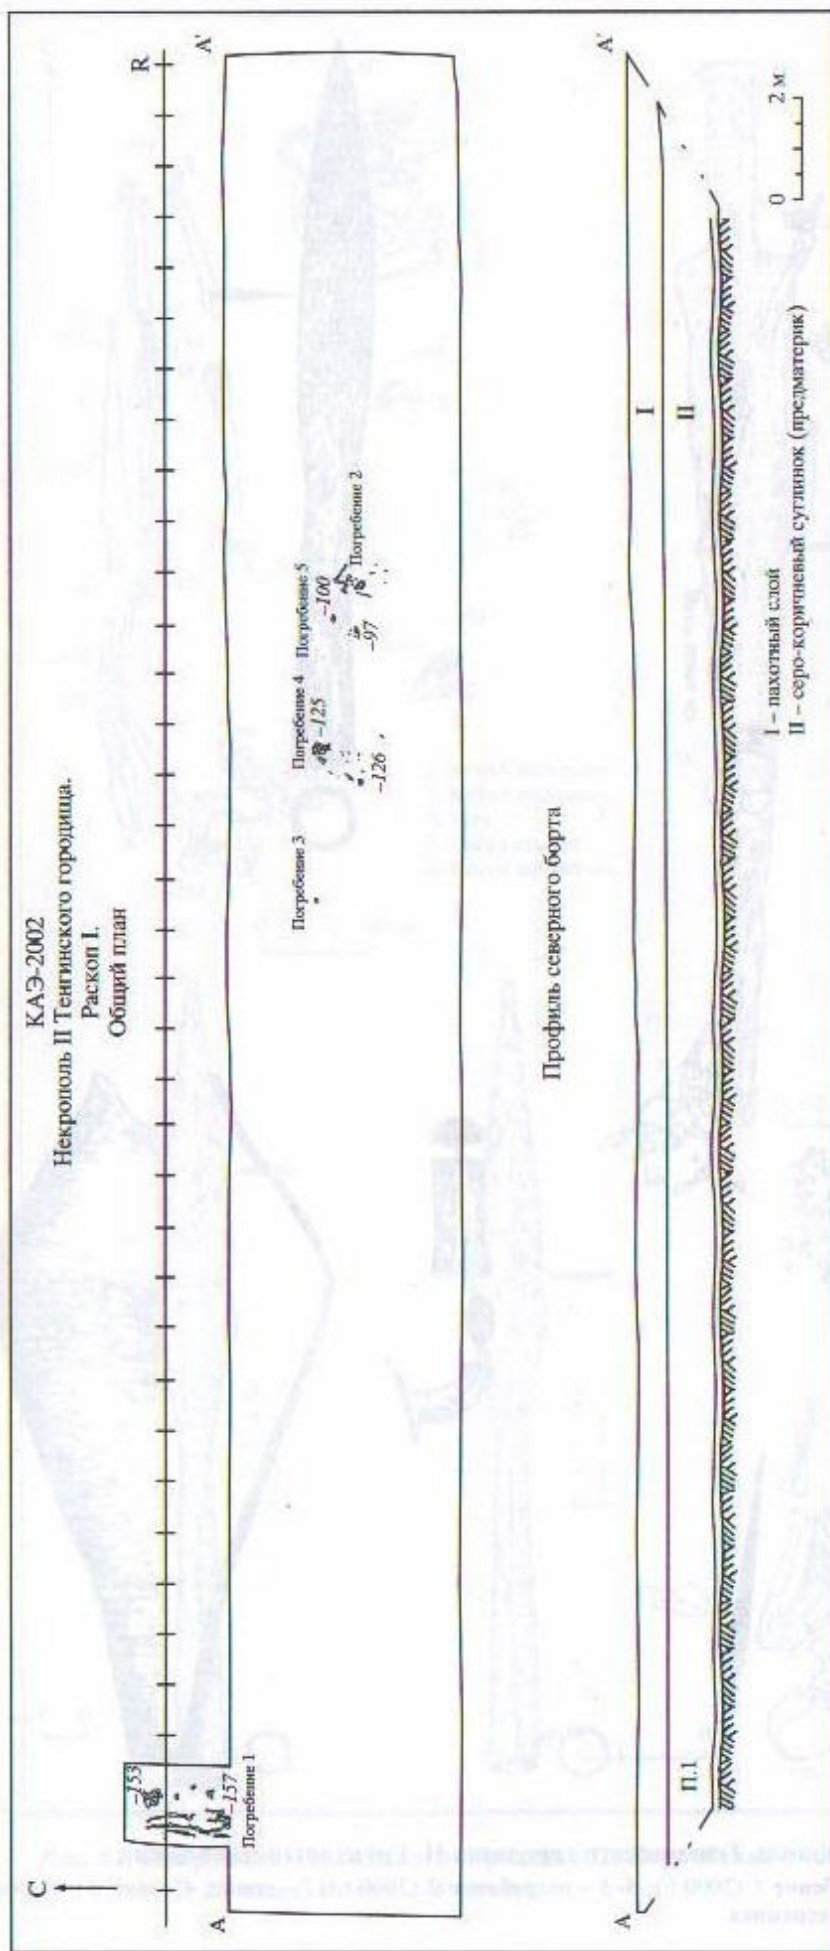 КАЭ-2002
Некрополь II Тенгинского городища.
Раскоп I.
Общий план
С
R
А
А'
-153
-157
Погребение 1
Погребение 3
Погребение 4
-125
-126
Погребение 5
-100
-97
Погребение 2
Профиль северного борта
А
А'
I
II
П.1
0 2 м
I – пахотный слой
II – серо-коричневый суглинок (предматерик)